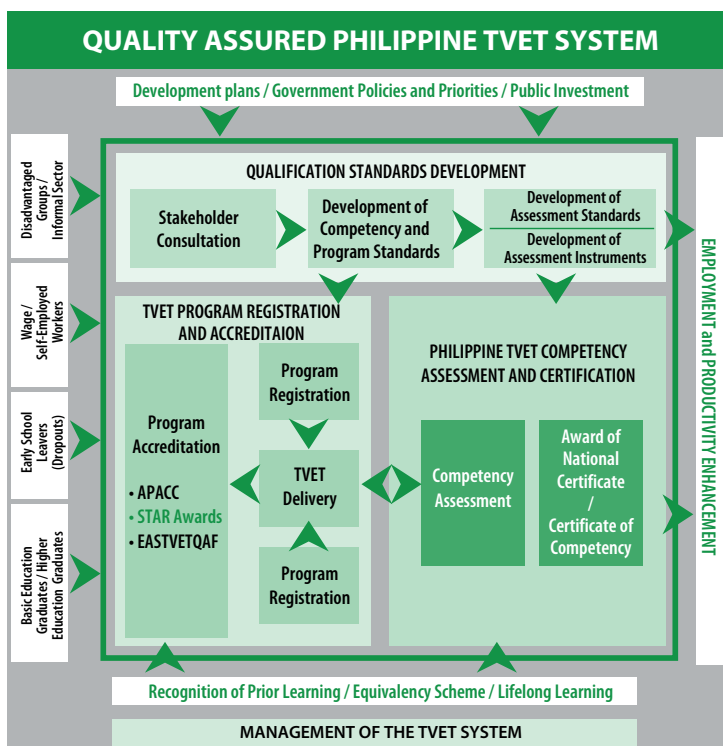 QUALITY ASSURED PHILIPPINE TVET SYSTEM
Development plans / Government Policies and Priorities / Public Investment
Disadvantaged
Groups /
Informal Sector
Wage /
Self-Employed
Workers
Early School
Leavers
(Dropouts)
Basic Education
Graduates / Higher
Education Graduates
QUALIFICATION STANDARDS DEVELOPMENT
Stakeholder
Consultation
Development of
Competency and
Program Standards
Development of
Assessment Standards
Development of
Assessment Instruments
TVET PROGRAM REGISTRATION
AND ACCREDITAION
Program
Accreditation
• APACC
• STAR Awards
• EASTVETQAF
Program
Registration
TVET
Delivery
Program
Registration
PHILIPPINE TVET COMPETENCY
ASSESSMENT AND CERTIFICATION
Competency
Assessment
Award of
National
Certificate
/
Certificate of
Competency
EMPLOYMENT and PRODUCTIVITY ENHANCEMENT
Recognition of Prior Learning / Equivalency Scheme / Lifelong Learning
MANAGEMENT OF THE TVET SYSTEM